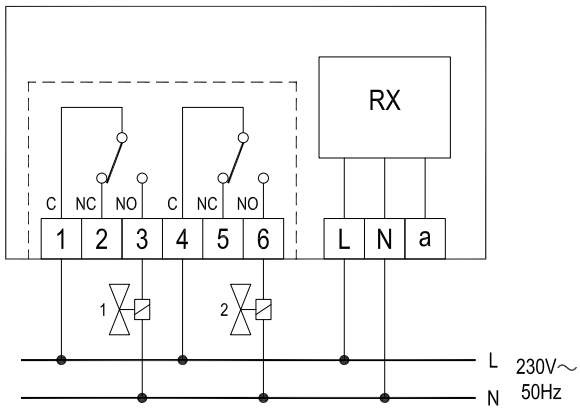 RX
C NC NO C NC NO
1 2 3 4 5 6 L N a
1 2
L 230V~
N 50Hz